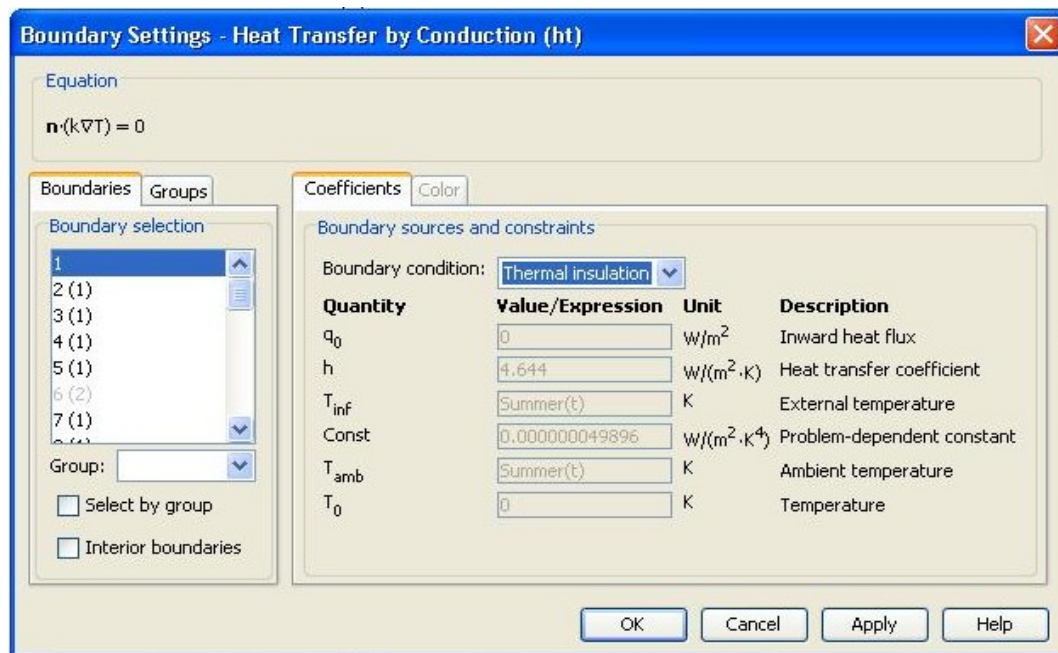 Boundary Settings - Heat Transfer by Conduction (ht)
Equation
n·(k∇T) = 0
Boundaries Groups
Boundary selection
1
2 (1)
3 (1)
4 (1)
5 (1)
6 (2)
7 (1)
Group:
Select by group
Interior boundaries
Coefficients Color
Boundary sources and constraints
Boundary condition: Thermal insulation
Quantity Value/Expression Unit Description
q₀ 0 W/m² Inward heat flux
h 4.644 W/(m²·K) Heat transfer coefficient
T_inf Summer(t) K External temperature
Const 0.000000049896 W/(m²·K⁴) Problem-dependent constant
T_amb Summer(t) K Ambient temperature
T₀ 0 K Temperature
OK Cancel Apply Help